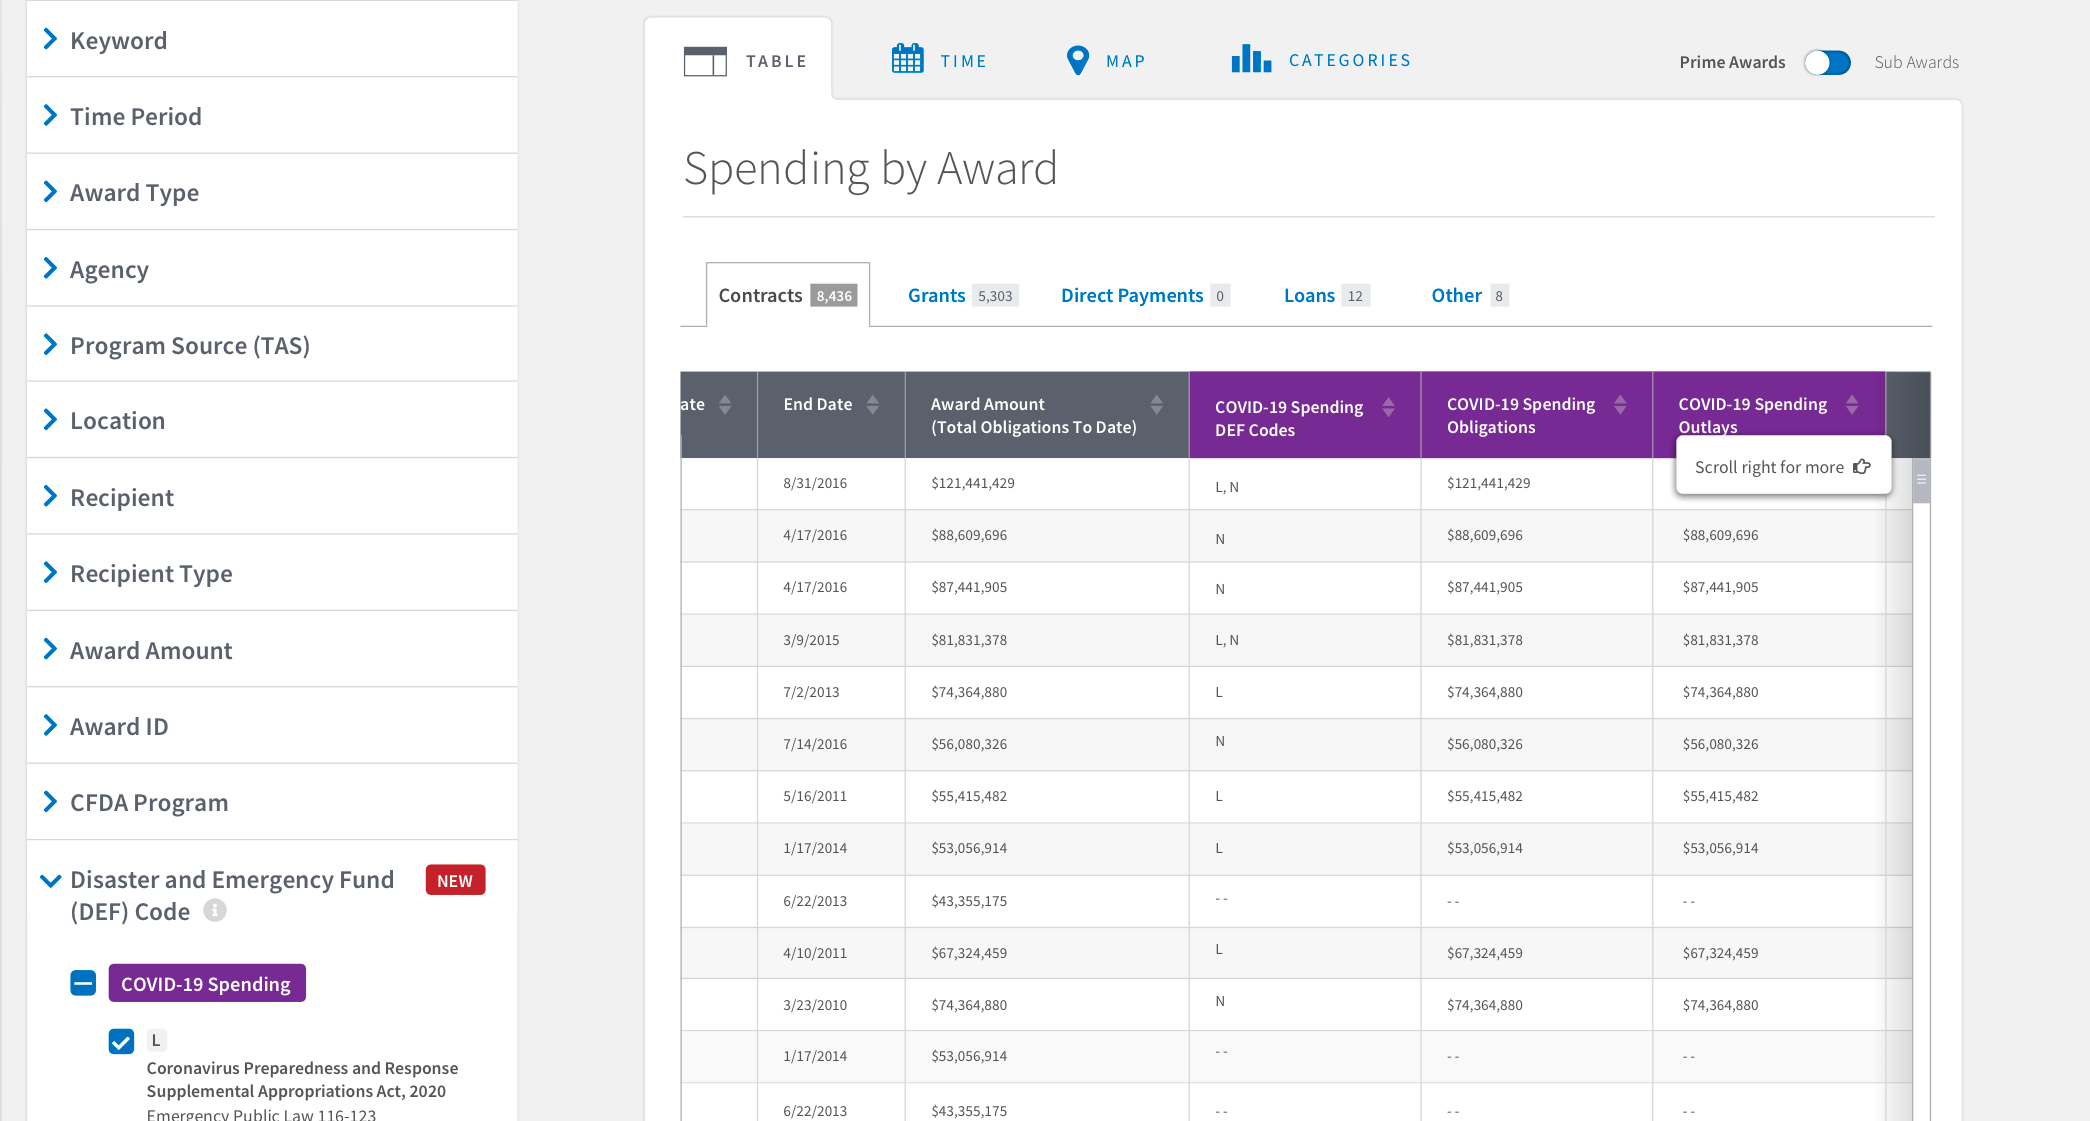 Keyword
Time Period
Award Type
Agency
Program Source (TAS)
Location
Recipient
Recipient Type
Award Amount
Award ID
CFDA Program
Disaster and Emergency Fund
(DEF) Code
NEW
COVID-19 Spending
L
Coronavirus Preparedness and Response
Supplemental Appropriations Act, 2020
Emergency Public Law 116-123
TABLE TIME MAP CATEGORIES
Prime Awards Sub Awards
Spending by Award
Contracts 8,436 Grants 5,303 Direct Payments 0 Loans 12 Other 8
ate End Date Award Amount COVID-19 Spending COVID-19 Spending COVID-19 Spending
(Total Obligations To Date) DEF Codes Obligations Outlays
Scroll right for more
8/31/2016 $121,441,429 L, N $121,441,429
4/17/2016 $88,609,696 N $88,609,696 $88,609,696
4/17/2016 $87,441,905 N $87,441,905 $87,441,905
3/9/2015 $81,831,378 L, N $81,831,378 $81,831,378
7/2/2013 $74,364,880 L $74,364,880 $74,364,880
7/14/2016 $56,080,326 N $56,080,326 $56,080,326
5/16/2011 $55,415,482 L $55,415,482 $55,415,482
1/17/2014 $53,056,914 L $53,056,914 $53,056,914
6/22/2013 $43,355,175 -- -- --
4/10/2011 $67,324,459 L $67,324,459 $67,324,459
3/23/2010 $74,364,880 N $74,364,880 $74,364,880
1/17/2014 $53,056,914 -- -- --
6/22/2013 $43,355,175 -- -- --